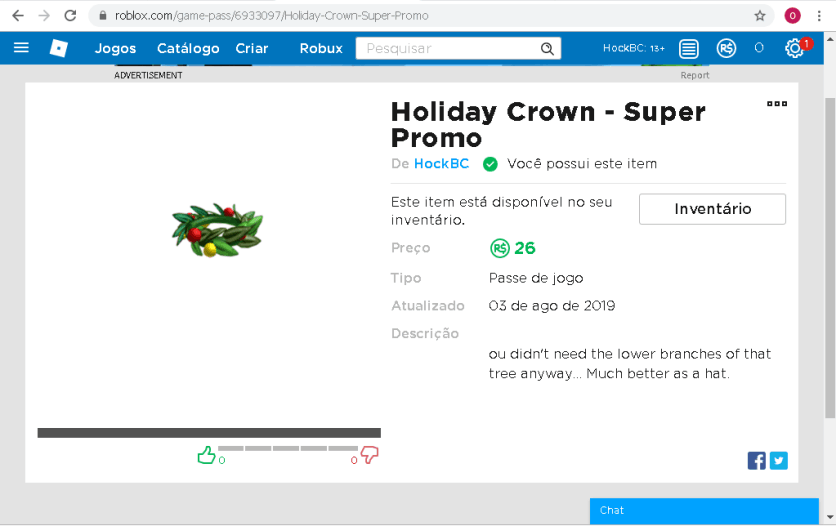 roblox.com/game-pass/6933097/Holiday-Crown-Super-Promo
0
Jogos Catálogo Criar Robux Pesquisar HockBC: 13+ R$ 0 1
ADVERTISEMENT Report
Holiday Crown - Super
Promo
De HockBC Você possui este item
Este item está disponível no seu
inventário.
Inventário
Preço R$ 26
Tipo Passe de jogo
Atualizado 03 de ago de 2019
Descrição
ou didn't need the lower branches of that
tree anyway... Much better as a hat.
0 0
Chat